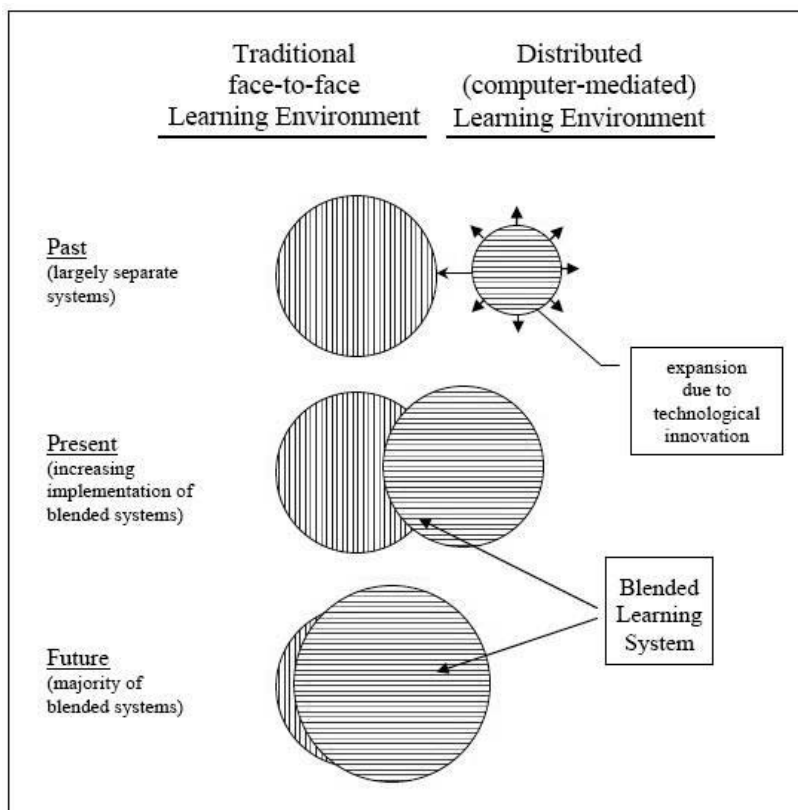 Traditional
face-to-face
Learning Environment
Distributed
(computer-mediated)
Learning Environment
Past
(largely separate
systems)
expansion
due to
technological
innovation
Present
(increasing
implementation of
blended systems)
Blended
Learning
System
Future
(majority of
blended systems)